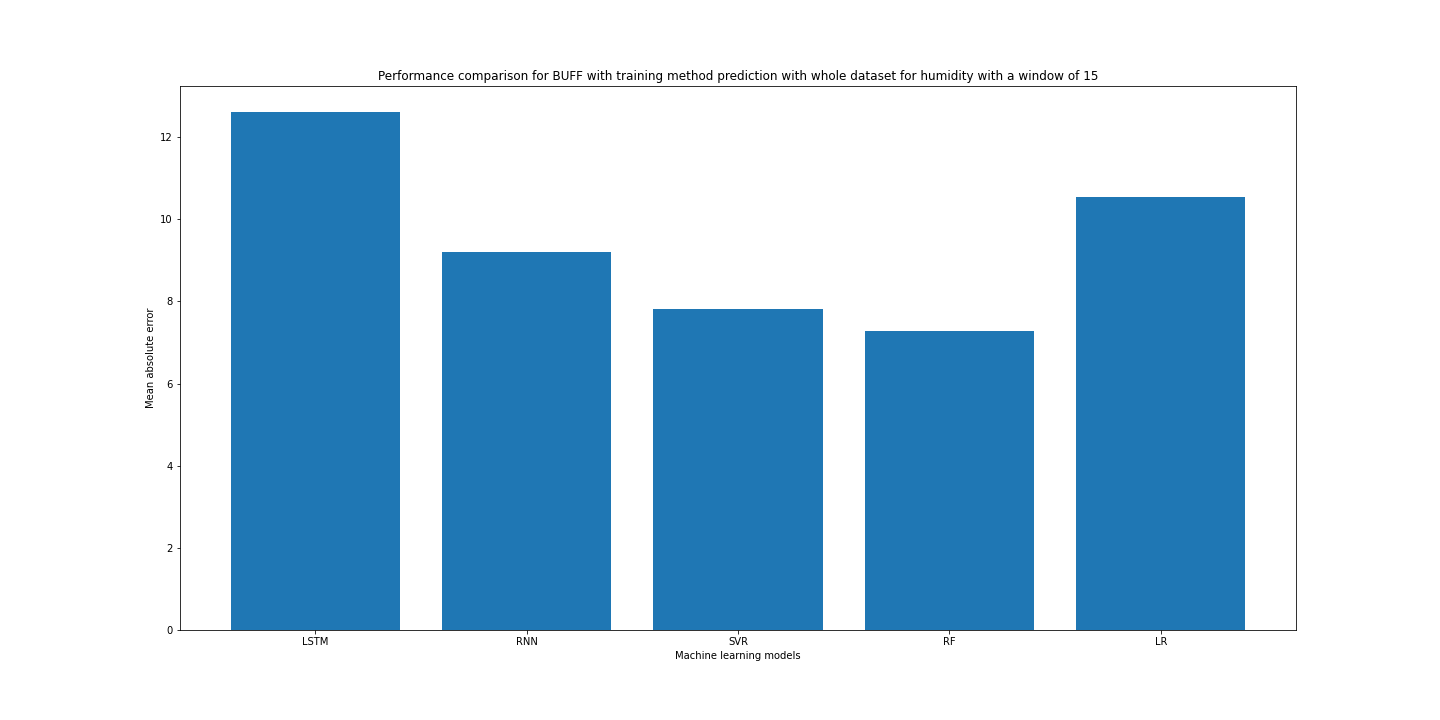 Performance comparison for BUFF with training method prediction with whole dataset for humidity with a window of 15
Mean absolute error
12
10
8
6
4
2
0
LSTM RNN SVR RF LR
Machine learning models